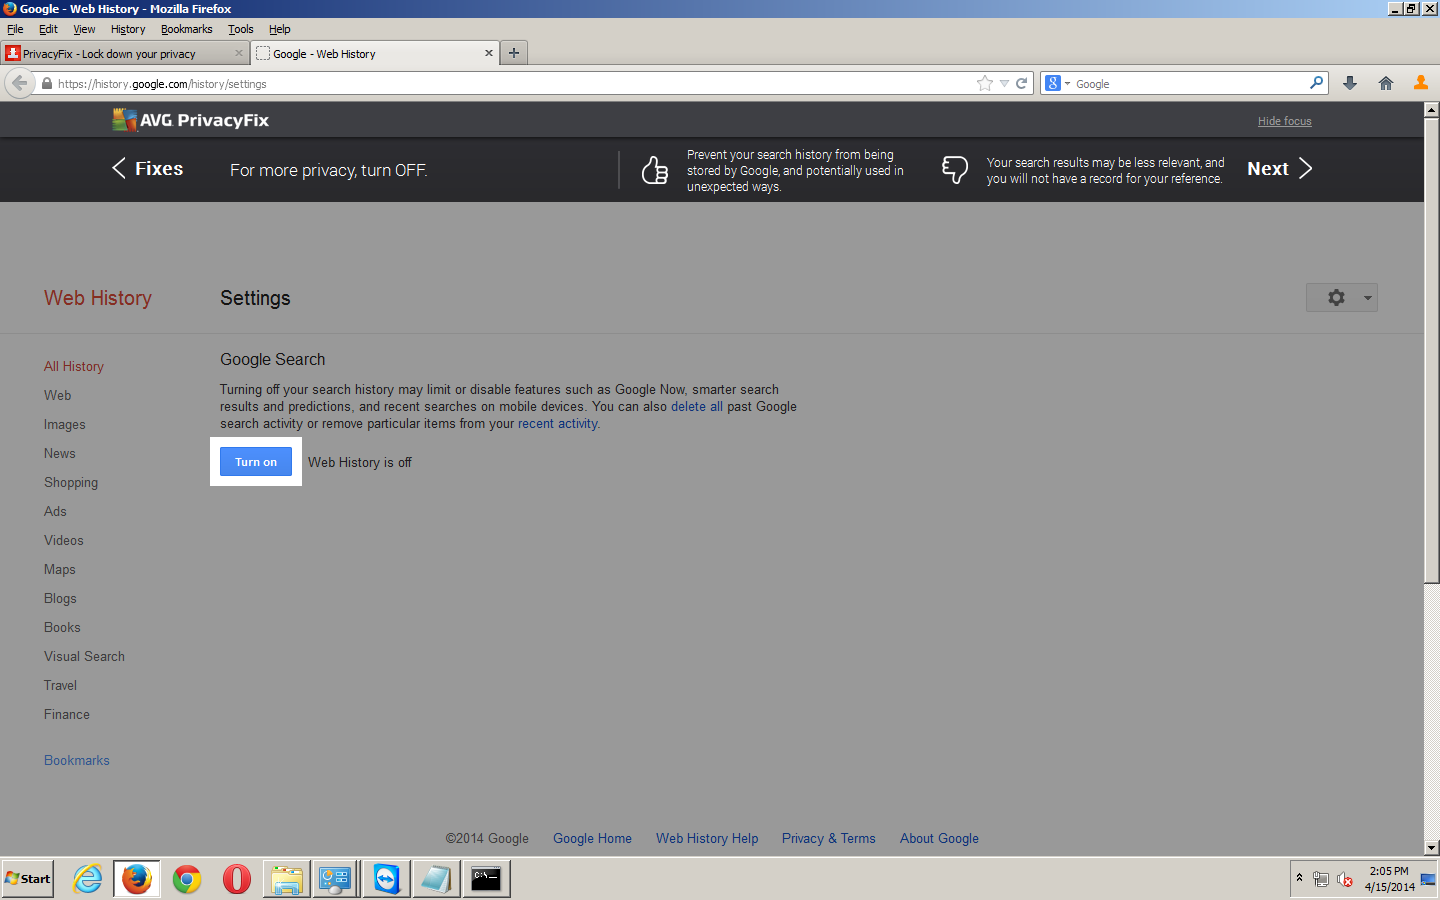 Google - Web History - Mozilla Firefox
File Edit View History Bookmarks Tools Help
PrivacyFix - Lock down your privacy
Google - Web History
https://history.google.com/history/settings
Google
AVG PrivacyFix
Hide focus
Fixes
For more privacy, turn OFF.
Prevent your search history from being
stored by Google, and potentially used in
unexpected ways.
Your search results may be less relevant, and
you will not have a record for your reference.
Next
Web History
Settings
All History
Web
Images
News
Shopping
Ads
Videos
Maps
Blogs
Books
Visual Search
Travel
Finance
Bookmarks
Google Search
Turning off your search history may limit or disable features such as Google Now, smarter search
results and predictions, and recent searches on mobile devices. You can also delete all past Google
search activity or remove particular items from your recent activity.
Turn on
Web History is off
©2014 Google Google Home Web History Help Privacy & Terms About Google
Start
C:\
2:05 PM
4/15/2014